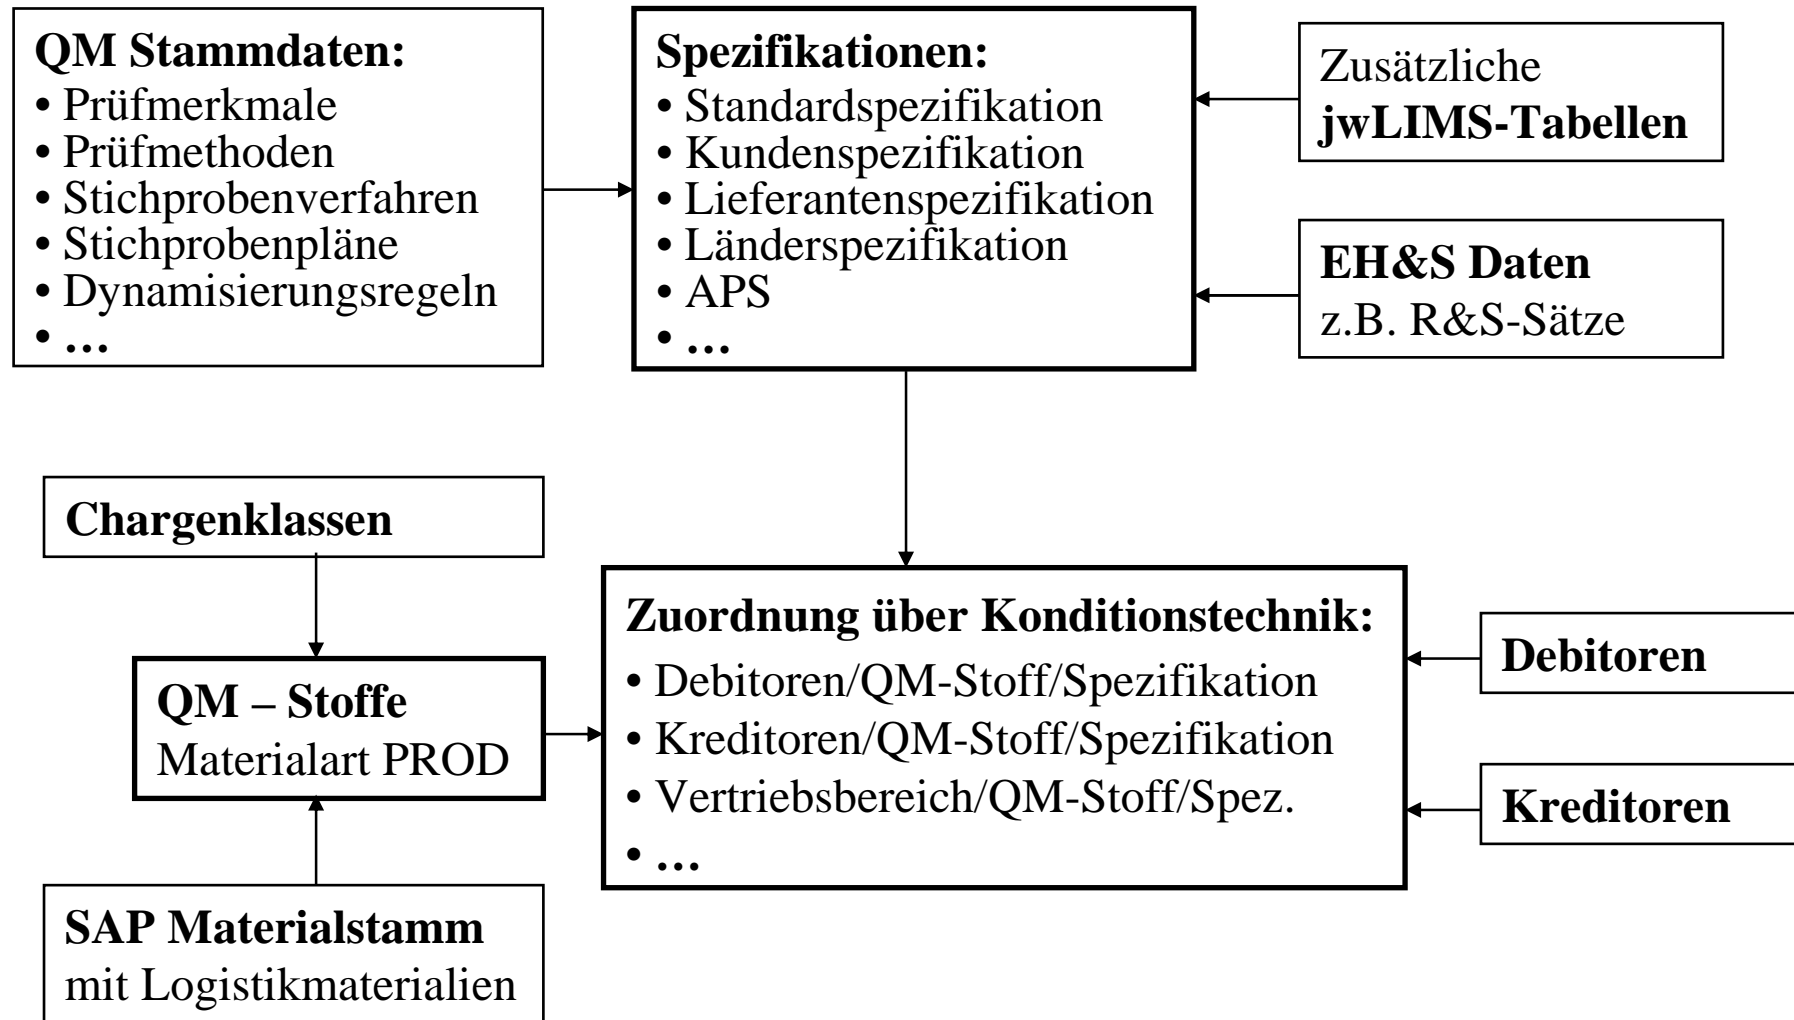 QM Stammdaten:
• Prüfmerkmale
• Prüfmethoden
• Stichprobenverfahren
• Stichprobenpläne
• Dynamisierungsregeln
• ...
Spezifikationen:
• Standardspezifikation
• Kundenspezifikation
• Lieferantenspezifikation
• Länderspezifikation
• APS
• ...
Zusätzliche
jwLIMS-Tabellen
EH&S Daten
z.B. R&S-Sätze
Chargenklassen
QM – Stoffe
Materialart PROD
SAP Materialstamm
mit Logistikmaterialien
Zuordnung über Konditionstechnik:
• Debitoren/QM-Stoff/Spezifikation
• Kreditoren/QM-Stoff/Spezifikation
• Vertriebsbereich/QM-Stoff/Spez.
• ...
Debitoren
Kreditoren